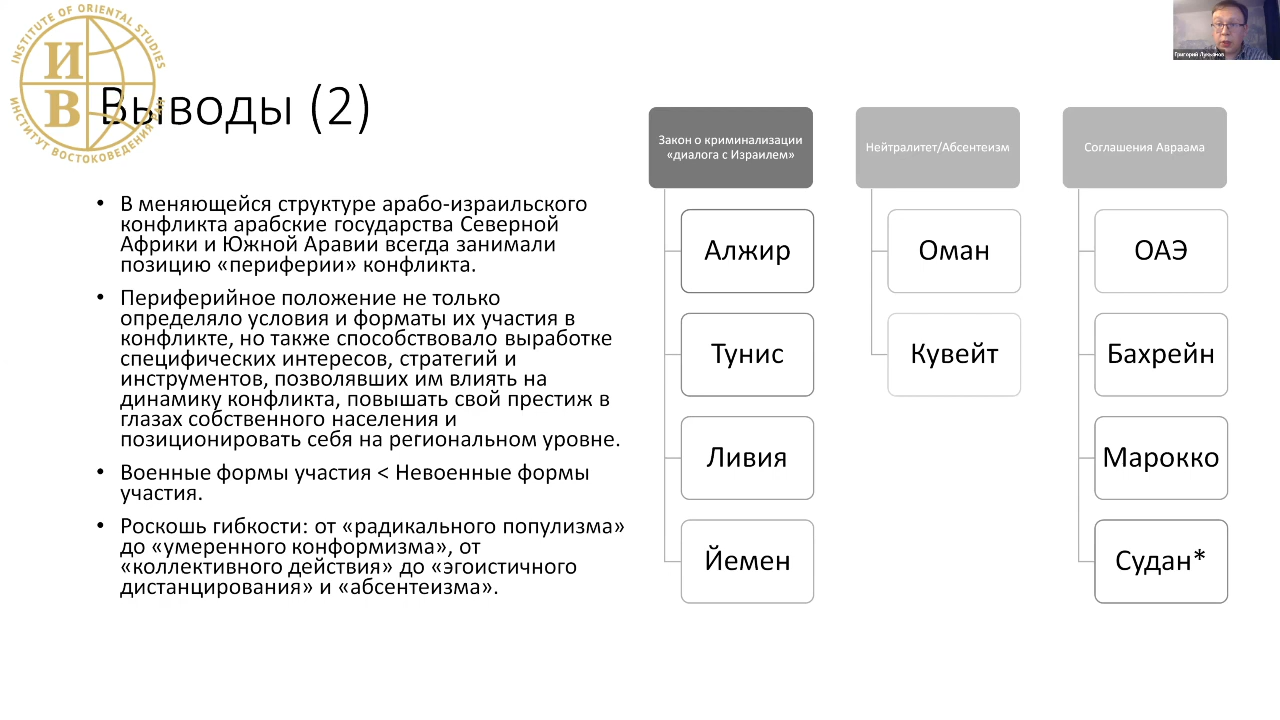 INSTITUTE OF ORIENTAL STUDIES
И
В
ИНСТИТУТ ВОСТОКОВЕДЕНИЯ
Выводы (2)
• В меняющейся структуре арабо-израильского
конфликта арабские государства Северной
Африки и Южной Аравии всегда занимали
позицию «периферии» конфликта.
• Периферийное положение не только
определяло условия и форматы их участия в
конфликте, но также способствовало выработке
специфических интересов, стратегий и
инструментов, позволявших им влиять на
динамику конфликта, повышать свой престиж в
глазах собственного населения и
позиционировать себя на региональном уровне.
• Военные формы участия < Невоенные формы
участия.
• Роскошь гибкости: от «радикального популизма»
до «умеренного конформизма», от
«коллективного действия» до «эгоистичного
дистанцирования» и «абсентеизма».
Закон о криминализации
«диалога с Израилем»
Алжир
Тунис
Ливия
Йемен
Нейтралитет/Абсентеизм
Оман
Кувейт
Соглашения Авраама
ОАЭ
Бахрейн
Марокко
Судан*
Григорий Лукьянов